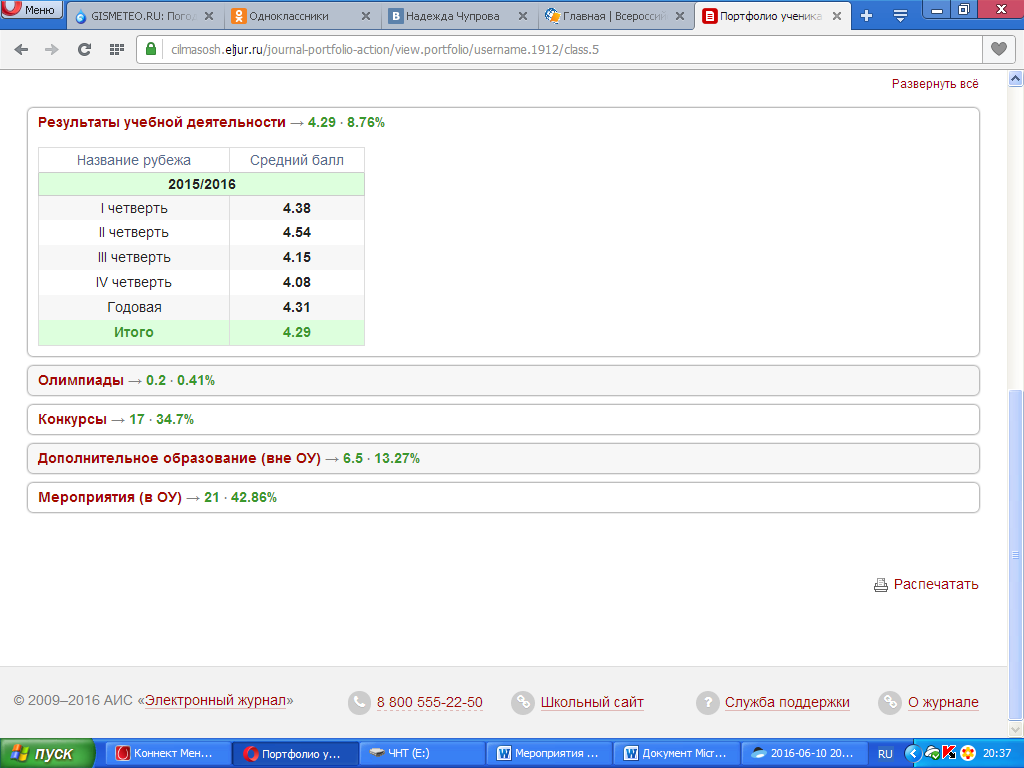 Меню
GISMETEO.RU: Пого
Одноклассники
Надежда Чупрова
Главная | Всеросси
Портфолио ученика
cilmasosh.eljur.ru/journal-portfolio-action/view.portfolio/username.1912/class.5
Развернуть всё
Результаты учебной деятельности → 4.29 · 8.76%
Название рубежа Средний балл
2015/2016
I четверть 4.38
II четверть 4.54
III четверть 4.15
IV четверть 4.08
Годовая 4.31
Итого 4.29
Олимпиады → 0.2 · 0.41%
Конкурсы → 17 · 34.7%
Дополнительное образование (вне ОУ) → 6.5 · 13.27%
Мероприятия (в ОУ) → 21 · 42.86%
Распечатать
© 2009–2016 АИС «Электронный журнал» 8 800 555-22-50 Школьный сайт Служба поддержки О журнале
пуск Коннект Мен... Портфолио у... ЧНТ (E:) Мероприятия ... Документ Micr... 2016-06-10 20... RU 20:37